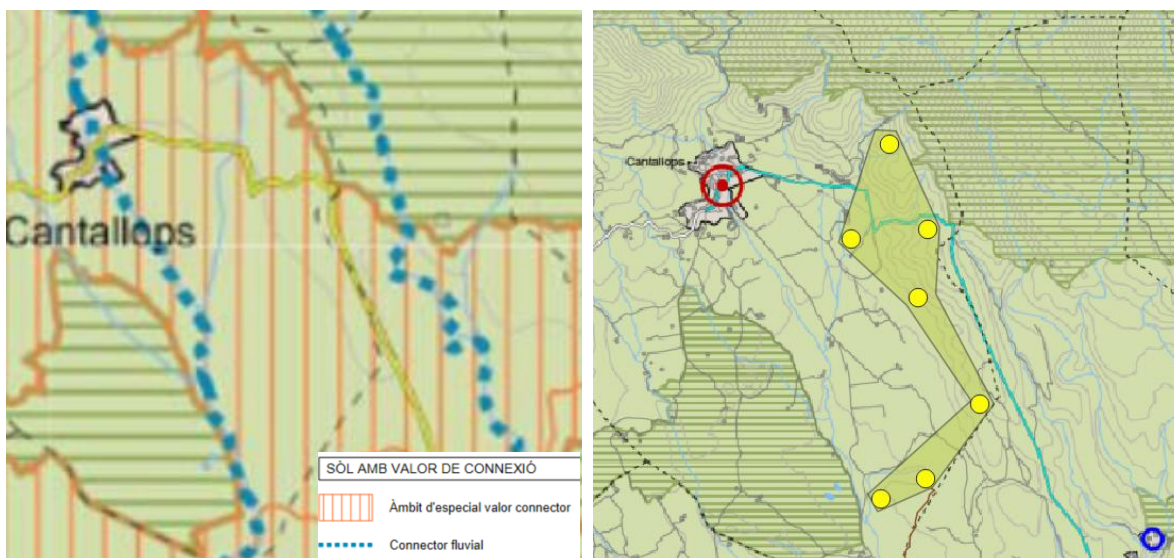 Cantallops
SÒL AMB VALOR DE CONNEXIÓ
Àmbit d'especial valor connector
Connector fluvial
Cantallops